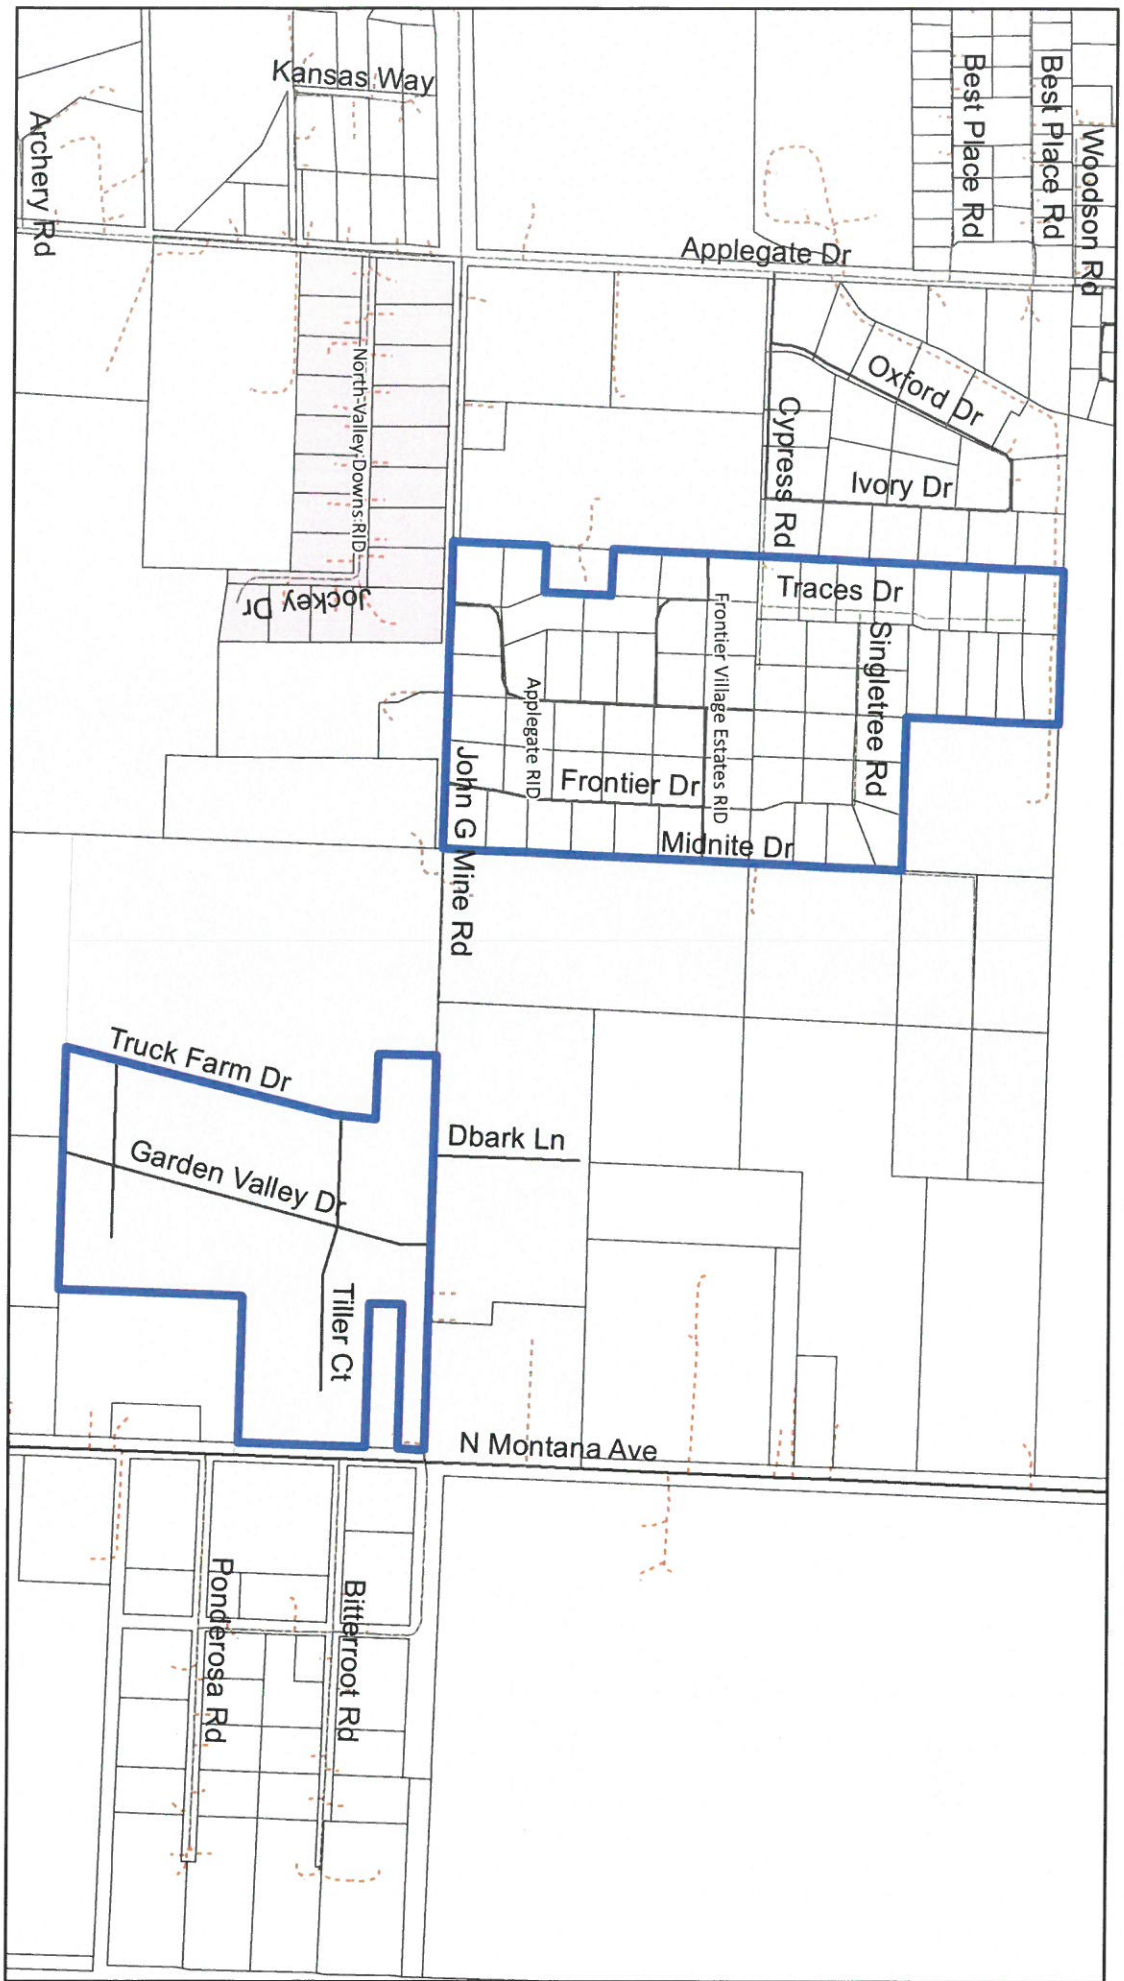 Kansas Way
Best Place Rd
Best Place Rd
Woodson Rd
Archery Rd
Applegate Dr
North Valley Downs RID
Oxford Dr
Cypress Rd
Ivory Dr
Jockey Dr
Traces Dr
Frontier Village Estates RID
Singletree Rd
Applegate RID
Frontier Dr
John G Mine Rd
Midnite Dr
Truck Farm Dr
Dbark Ln
Garden Valley Dr
Tiller Ct
N Montana Ave
Ponderosa Rd
Bitterroot Rd